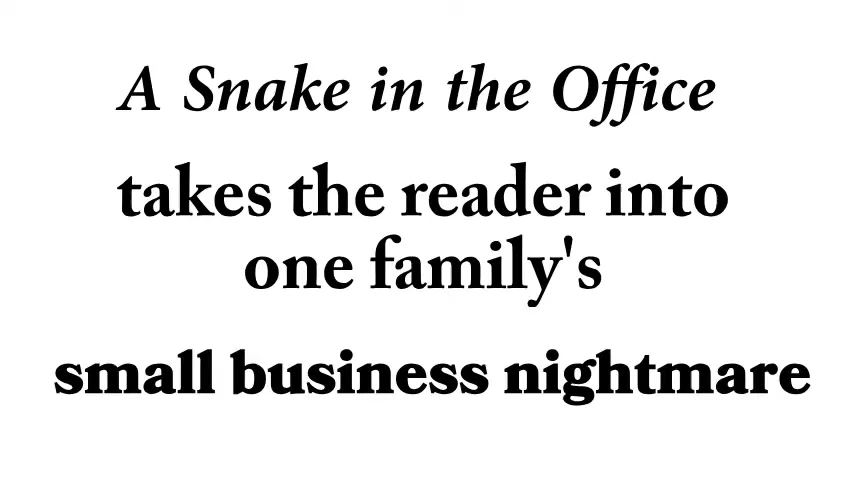 A Snake in the Office
takes the reader into
one family's
small business nightmare